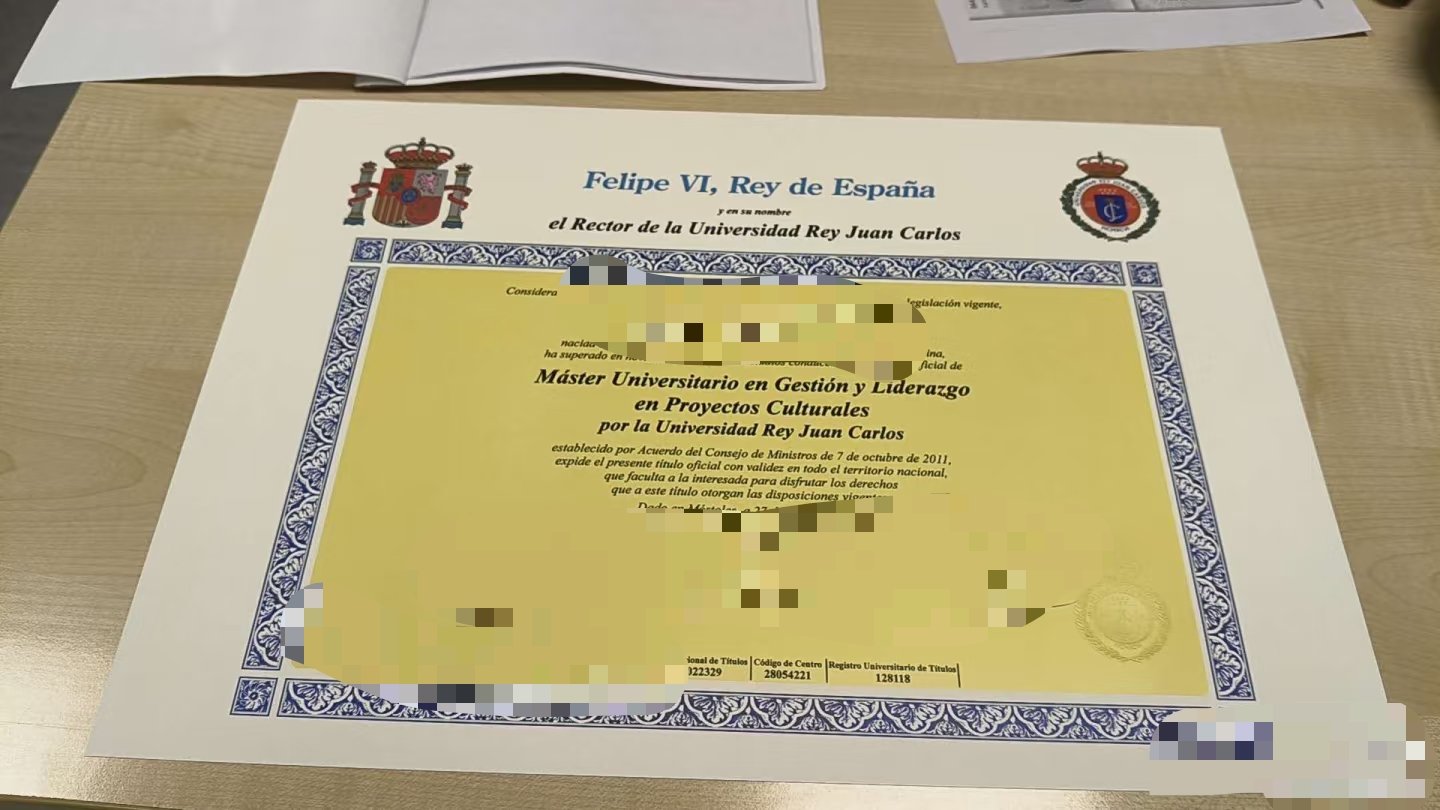 Felipe VI, Rey de España
y en su nombre
el Rector de la Universidad Rey Juan Carlos
legislación vigente,
ha superado en
Máster Universitario en Gestión y Liderazgo
en Proyectos Culturales
por la Universidad Rey Juan Carlos
establecido por Acuerdo del Consejo de Ministros de 7 de octubre de 2011,
expide el presente título oficial con validez en todo el territorio nacional,
que faculta a la interesada para disfrutar los derechos
que a este título otorgan las disposiciones
de Títulos Código de Centro Registro Universitario de Títulos
28054221 128118